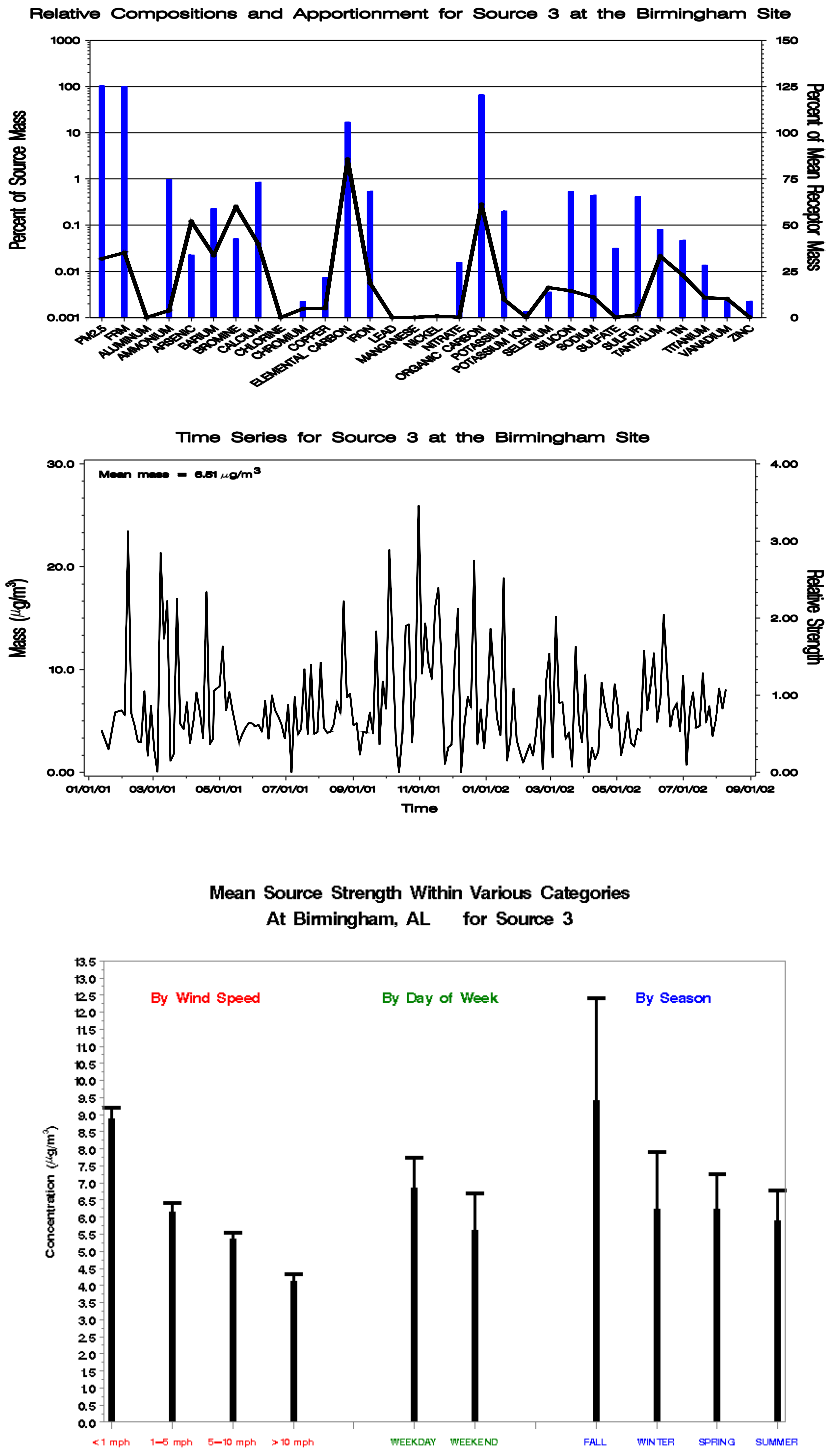 Relative Compositions and Apportionment for Source 3 at the Birmingham Site
1000
100
10
1
0.1
0.01
0.001
Percent of Source Mass
150
125
100
75
50
25
0
Percent of Mean Receptor Mass
PM2.5
FRM
ALUMINUM
AMMONIUM
ARSENIC
BARIUM
BROMINE
CALCIUM
CHLORINE
CHROMIUM
COPPER
ELEMENTAL CARBON
IRON
LEAD
MANGANESE
NICKEL
NITRATE
ORGANIC CARBON
POTASSIUM
POTASSIUM ION
SELENIUM
SILICON
SODIUM
SULFATE
SULFUR
TANTALUM
TIN
TITANIUM
VANADIUM
ZINC
Time Series for Source 3 at the Birmingham Site
Mean mass = 6.51 μg/m³
30.0
20.0
10.0
0.00
Mass (μg/m³)
4.00
3.00
2.00
1.00
0.00
Relative Strength
01/01/01 03/01/01 05/01/01 07/01/01 09/01/01 11/01/01 01/01/02 03/01/02 05/01/02 07/01/02 09/01/02
Time
Mean Source Strength Within Various Categories
At Birmingham, AL for Source 3
By Wind Speed By Day of Week By Season
13.5
13.0
12.5
12.0
11.5
11.0
10.5
10.0
9.5
9.0
8.5
8.0
7.5
7.0
6.5
6.0
5.5
5.0
4.5
4.0
3.5
3.0
2.5
2.0
1.5
1.0
0.5
0.0
Concentration (μg/m³)
<1 mph 1–5 mph 5–10 mph >10 mph WEEKDAY WEEKEND FALL WINTER SPRING SUMMER